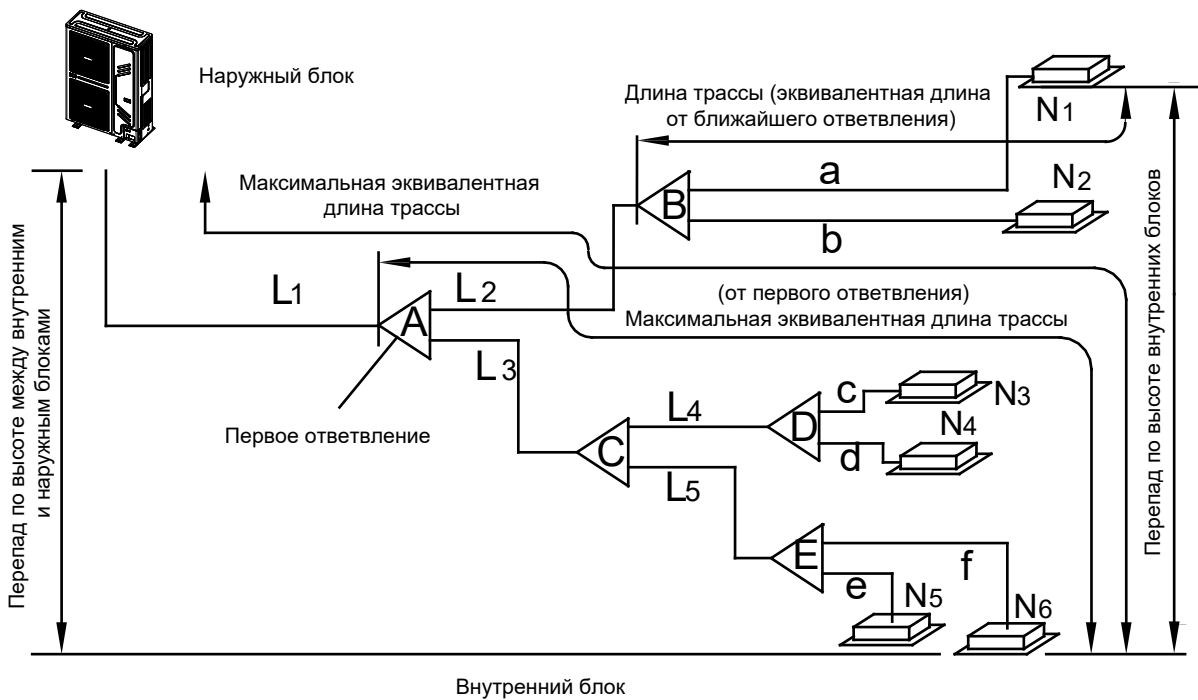 Наружный блок
Длина трассы (эквивалентная длина
от ближайшего ответвления)
N1
Максимальная эквивалентная
длина трассы
a
N2
B
b
L1
L2
A
(от первого ответвления)
Максимальная эквивалентная длина трассы
L3
Первое ответвление
L4
c
N3
D
N4
d
C
L5
E
f
e
N5
N6
Перепад по высоте между внутренним
и наружным блоками
Перепад по высоте внутренних блоков
Внутренний блок